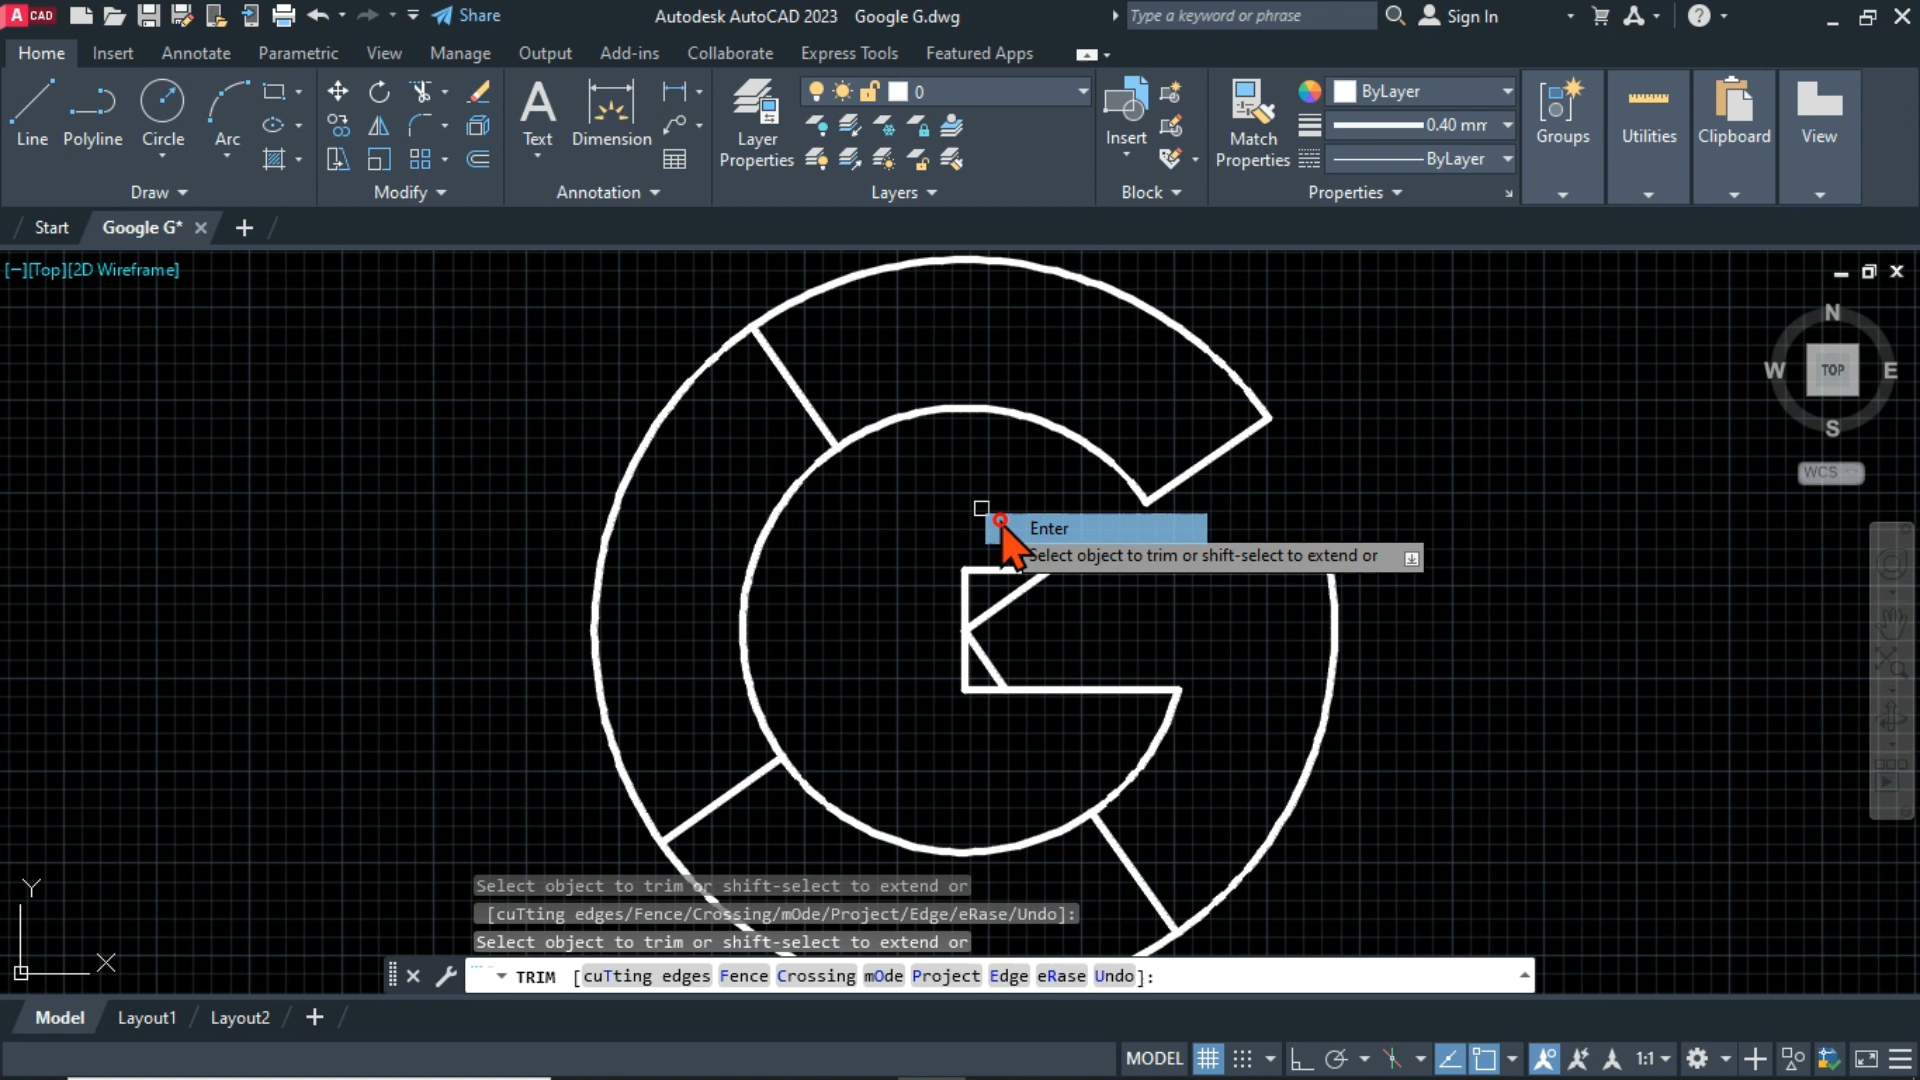 A CAD
Share
Autodesk AutoCAD 2023 Google G.dwg
Type a keyword or phrase
Sign In
Home Insert Annotate Parametric View Manage Output Add-ins Collaborate Express Tools Featured Apps
Line Polyline Circle Arc
Text Dimension
Layer Properties
0
Insert
Match Properties
ByLayer
0.40 mm
ByLayer
Groups Utilities Clipboard View
Draw Modify Annotation Layers Block Properties
Start Google G*
[−][Top][2D Wireframe]
N
W TOP E
S
WCS
Enter
Select object to trim or shift-select to extend or
Y
X
Select object to trim or shift-select to extend or
[cuTting edges/Fence/Crossing/mOde/Project/Edge/eRase/Undo]:
Select object to trim or shift-select to extend or
TRIM [cuTting edges Fence Crossing mOde Project Edge eRase Undo]:
Model Layout1 Layout2
MODEL 1:1